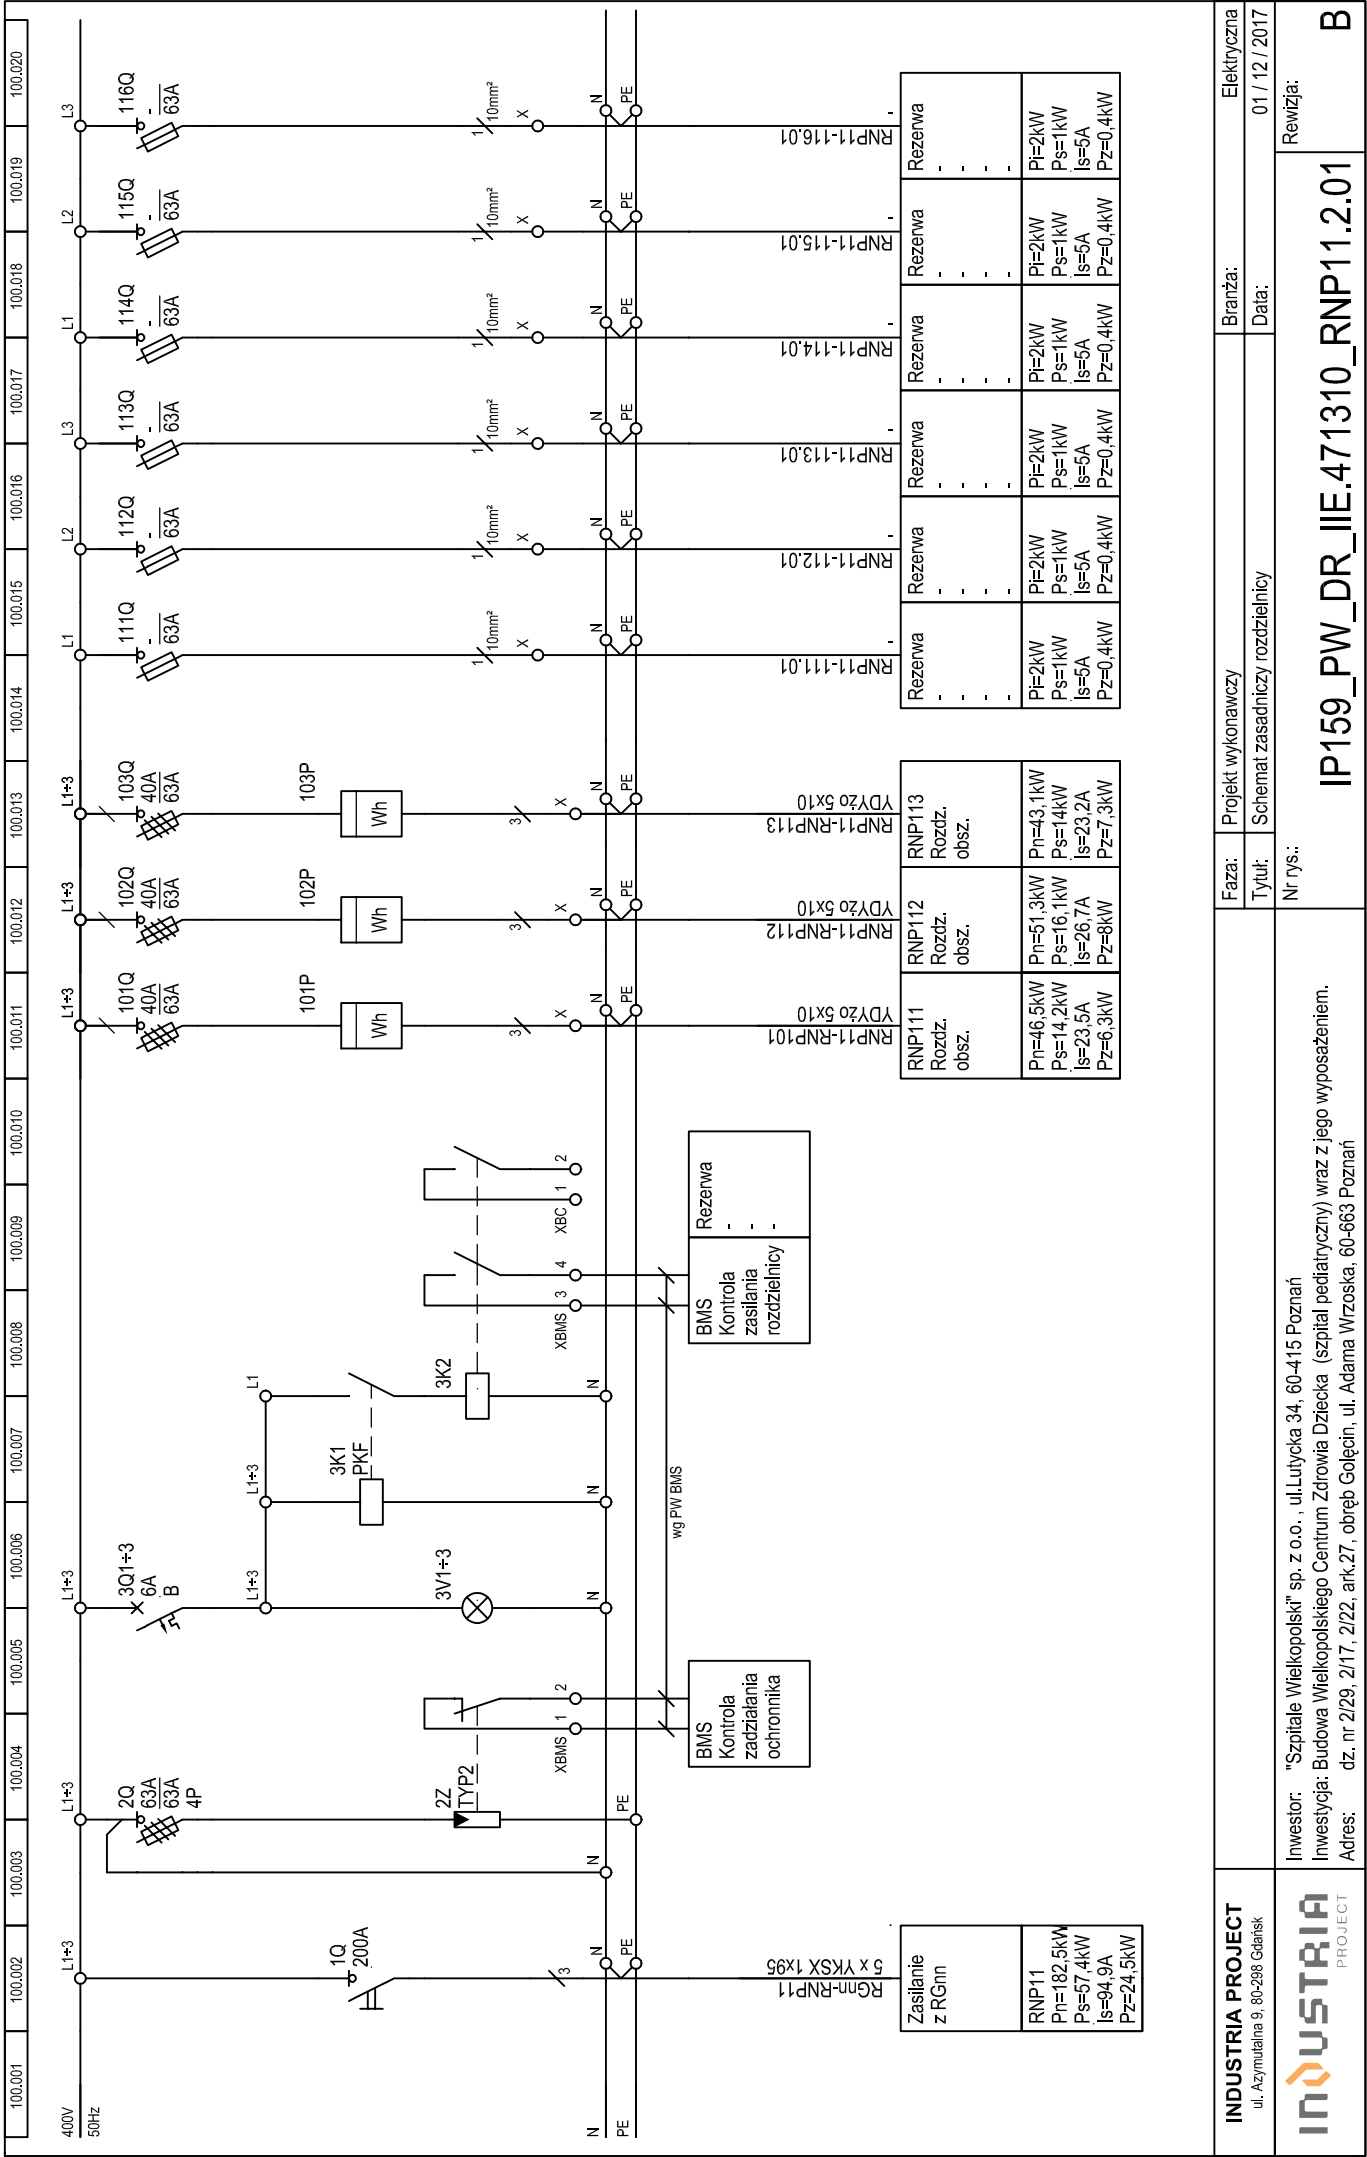 100.001 100.002 100.003 100.004 100.005 100.006 100.007 100.008 100.009 100.010 100.011 100.012 100.013 100.014 100.015 100.016 100.017 100.018 100.019 100.020
400V
50Hz
L1÷3
1Q
200A
3
N
PE
N
PE
RGnn-RNP11
5 x YKSX 1x95
Zasilanie
z RGnn
RNP11
Pn=182,5kW
Ps=57,4kW
Is=94,9A
Pz=24,5kW
L1÷3
2Q
63A
63A
4P
N
2Z
TYP2
PE
XBMS 1 2
BMS
Kontrola
zadziałania
ochronnika
L1÷3
3Q1÷3
6A
B
L1÷3
3V1÷3
N
wg PW BMS
L1÷3
3K1
PKF
N
L1
3K2
N
XBMS 3 4
BMS
Kontrola
zasilania
rozdzielnicy
XBC 1 2
Rezerwa
- - -
L1÷3
101Q
40A
63A
101P
Wh
3
X
N
PE
RNP11-RNP101
YDYżo 5x10
RNP111
Rozdz.
obsz.
Pn=46,5kW
Ps=14,2kW
Is=23,5A
Pz=6,3kW
L1÷3
102Q
40A
63A
102P
Wh
3
X
N
PE
RNP11-RNP112
YDYżo 5x10
RNP112
Rozdz.
obsz.
Pn=51,3kW
Ps=16,1kW
Is=26,7A
Pz=8kW
L1÷3
103Q
40A
63A
103P
Wh
3
X
N
PE
RNP11-RNP113
YDYżo 5x10
RNP113
Rozdz.
obsz.
Pn=43,1kW
Ps=14kW
Is=23,2A
Pz=7,3kW
L1
111Q
-
63A
1 10mm²
X
N
PE
RNP11-111.01
-
Rezerwa
- - - -
Pi=2kW
Ps=1kW
Is=5A
Pz=0,4kW
L2
112Q
-
63A
1 10mm²
X
N
PE
RNP11-112.01
-
Rezerwa
- - - -
Pi=2kW
Ps=1kW
Is=5A
Pz=0,4kW
L3
113Q
-
63A
1 10mm²
X
N
PE
RNP11-113.01
-
Rezerwa
- - - -
Pi=2kW
Ps=1kW
Is=5A
Pz=0,4kW
L1
114Q
-
63A
1 10mm²
X
N
PE
RNP11-114.01
-
Rezerwa
- - - -
Pi=2kW
Ps=1kW
Is=5A
Pz=0,4kW
L2
115Q
-
63A
1 10mm²
X
N
PE
RNP11-115.01
-
Rezerwa
- - - -
Pi=2kW
Ps=1kW
Is=5A
Pz=0,4kW
L3
116Q
-
63A
1 10mm²
X
N
PE
RNP11-116.01
-
Rezerwa
- - - -
Pi=2kW
Ps=1kW
Is=5A
Pz=0,4kW
INDUSTRIA PROJECT
ul. Azymutalna 9, 80-298 Gdańsk
INDUSTRIA
PROJECT
Inwestor: "Szpitale Wielkopolski" sp. z o.o. , ul.Lutycka 34, 60-415 Poznań
Inwestycja: Budowa Wielkopolskiego Centrum Zdrowia Dziecka (szpital pediatryczny) wraz z jego wyposażeniem.
Adres: dz. nr 2/29, 2/17, 2/22, ark.27, obręb Golęcin, ul. Adama Wrzoska, 60-663 Poznań
Faza: Projekt wykonawczy
Branża: Elektryczna
Tytuł: Schemat zasadniczy rozdzielnicy
Data: 01 / 12 / 2017
Nr rys.: IP159_PW_DR_IIE.471310_RNP11.2.01
Rewizja: B